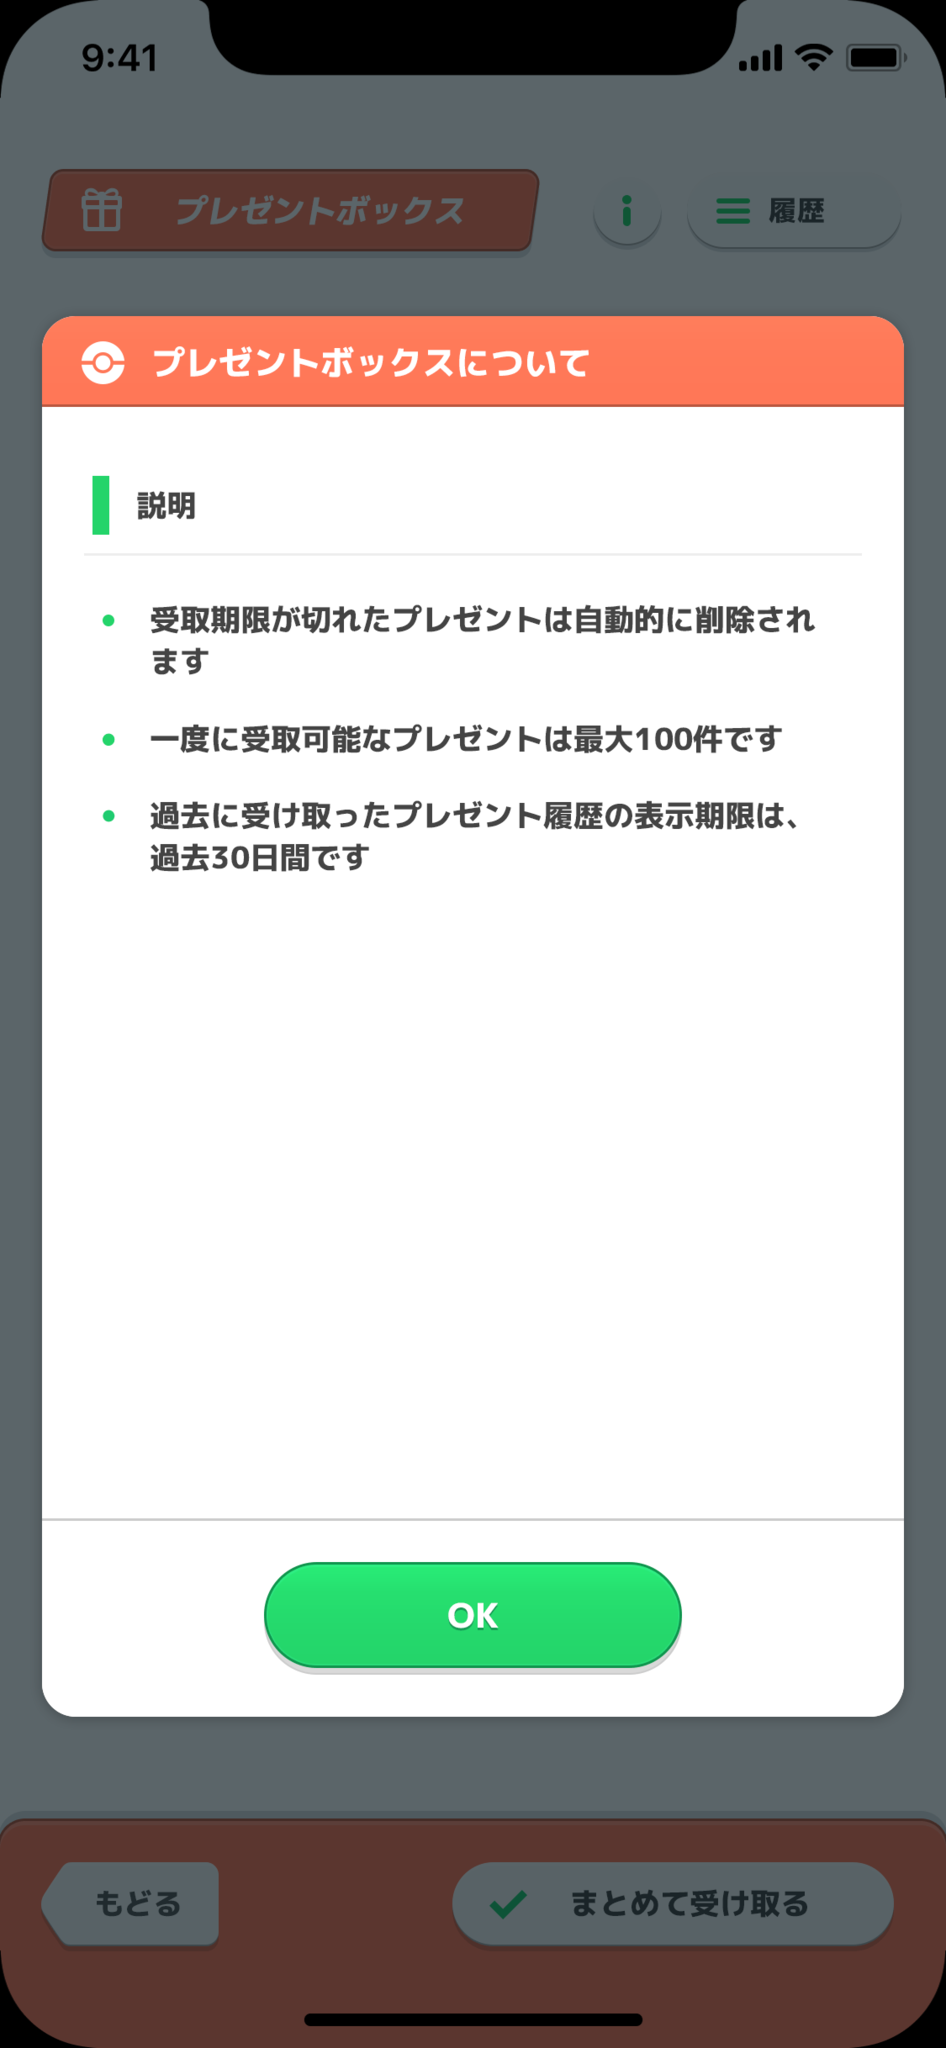 9:41
プレゼントボックス
履歴
プレゼントボックスについて
説明
受取期限が切れたプレゼントは自動的に削除され
ます
一度に受取可能なプレゼントは最大100件です
過去に受け取ったプレゼント履歴の表示期限は、
過去30日間です
OK
もどる
まとめて受け取る